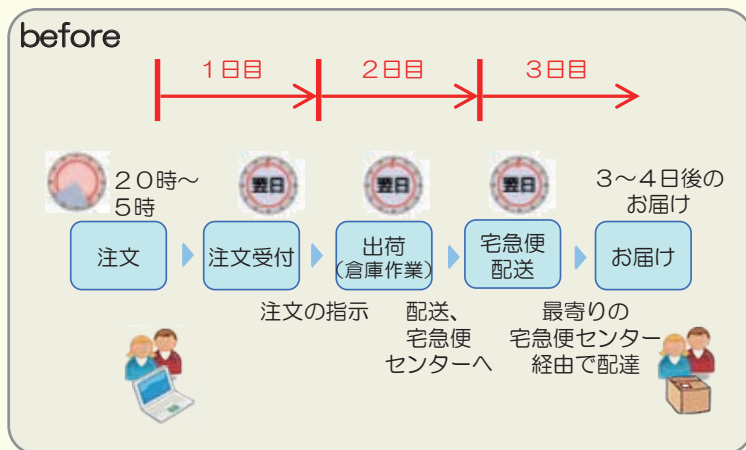 before
1日目
2日目
3日目
20時～
5時
翌日
翌日
翌日
3～4日後の
お届け
注文
注文受付
出荷
(倉庫作業)
宅急便
配送
お届け
注文の指示
配送、
宅急便
センターへ
最寄りの
宅急便センター
経由で配達